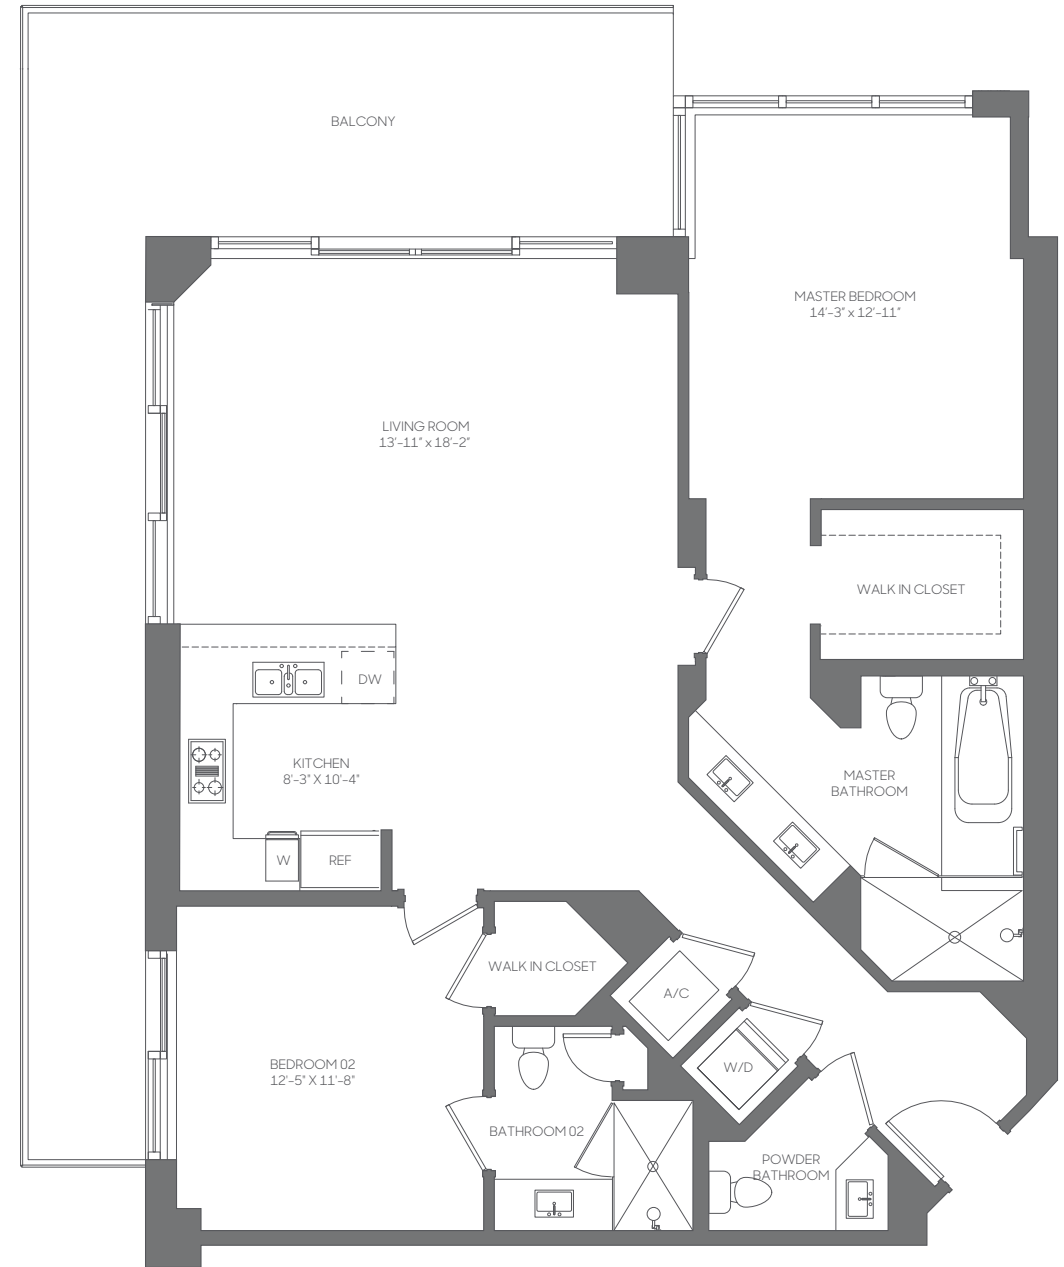 BALCONY
MASTER BEDROOM
14'-3" x 12'-11"
LIVING ROOM
13'-11" x 18'-2"
WALK IN CLOSET
DW
KITCHEN
8'-3" X 10'-4"
MASTER
BATHROOM
W
REF
WALK IN CLOSET
A/C
BEDROOM 02
12'-5" X 11'-8"
W/D
BATHROOM 02
POWDER
BATHROOM